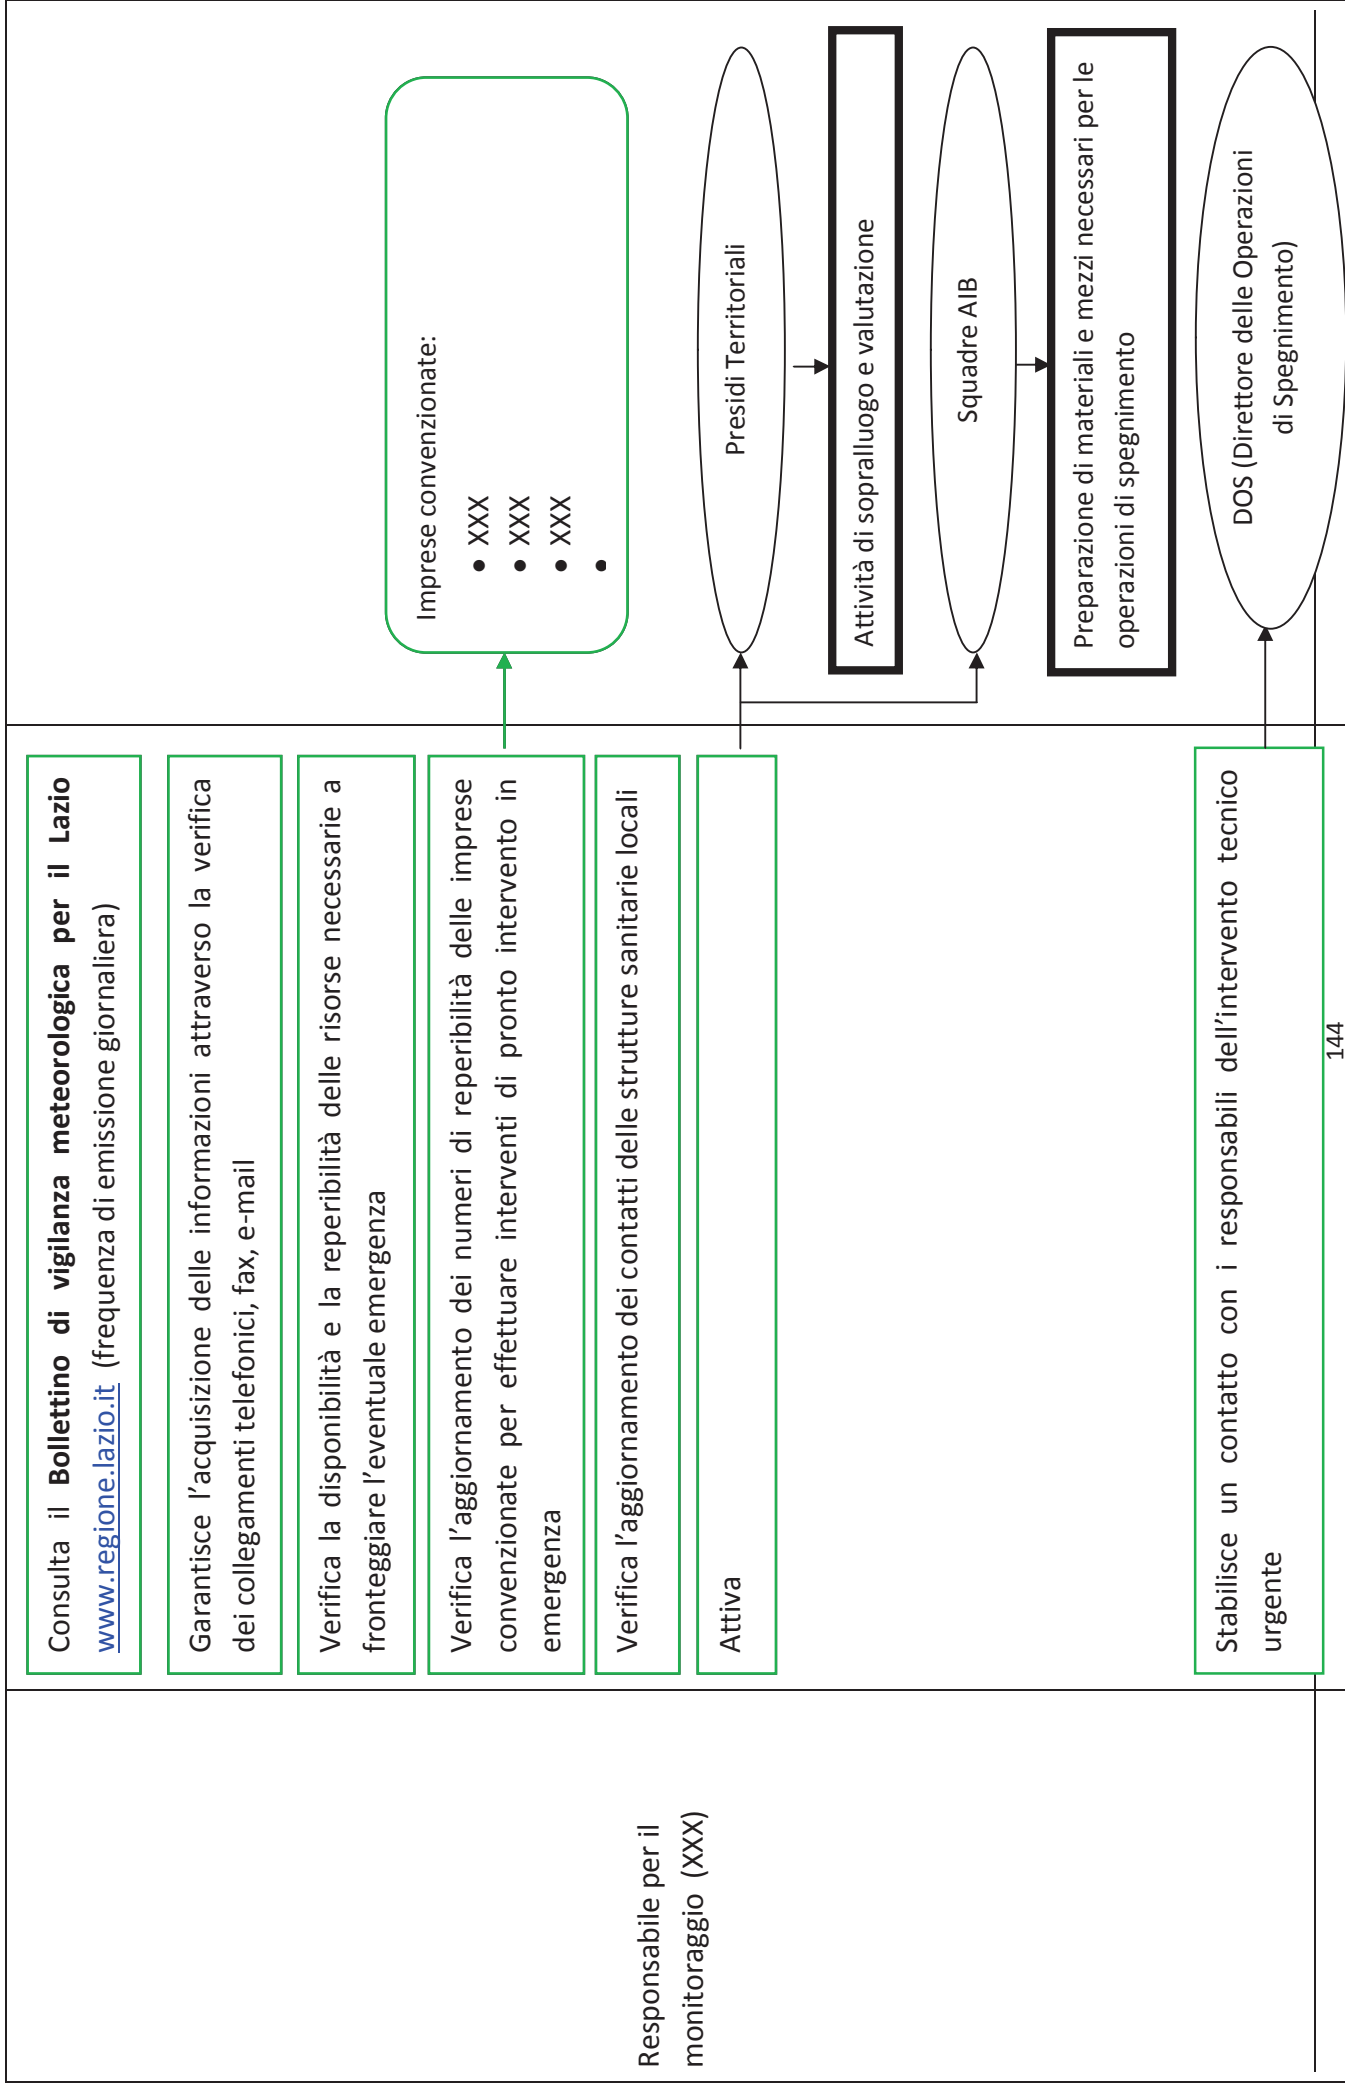 Responsabile per il
monitoraggio (XXX)
Consulta il Bollettino di vigilanza meteorologica per il Lazio
www.regione.lazio.it (frequenza di emissione giornaliera)
Garantisce l’acquisizione delle informazioni attraverso la verifica
dei collegamenti telefonici, fax, e-mail
Verifica la disponibilità e la reperibilità delle risorse necessarie a
fronteggiare l’eventuale emergenza
Verifica l’aggiornamento dei numeri di reperibilità delle imprese
convenzionate per effettuare interventi di pronto intervento in
emergenza
Verifica l’aggiornamento dei contatti delle strutture sanitarie locali
Attiva
Stabilisce un contatto con i responsabili dell’intervento tecnico
urgente
Imprese convenzionate:
• XXX
• XXX
• XXX
•
Presidi Territoriali
Attività di sopralluogo e valutazione
Squadre AIB
Preparazione di materiali e mezzi necessari per le
operazioni di spegnimento
DOS (Direttore delle Operazioni
di Spegnimento)
144